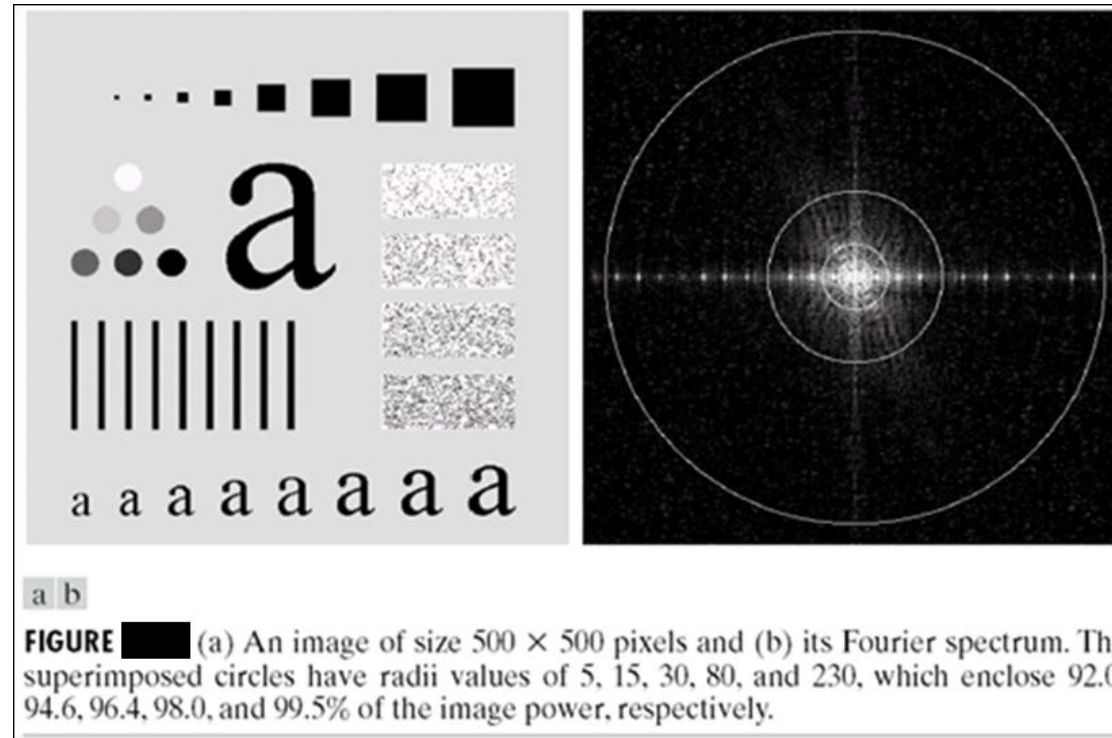 a
a a a a a a a a
a b
FIGURE (a) An image of size 500 × 500 pixels and (b) its Fourier spectrum. Th
superimposed circles have radii values of 5, 15, 30, 80, and 230, which enclose 92.0
94.6, 96.4, 98.0, and 99.5% of the image power, respectively.